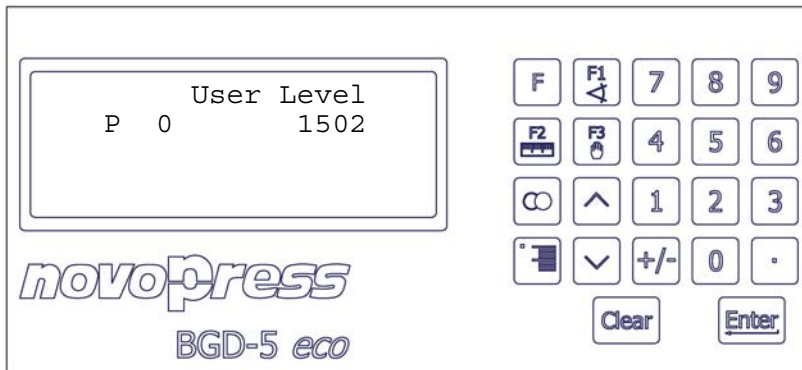 User Level
P 0 1502
novopress
BGD-5 eco
F F1 7 8 9
F2 F3 4 5 6
1 2 3
+/- 0 .
Clear Enter